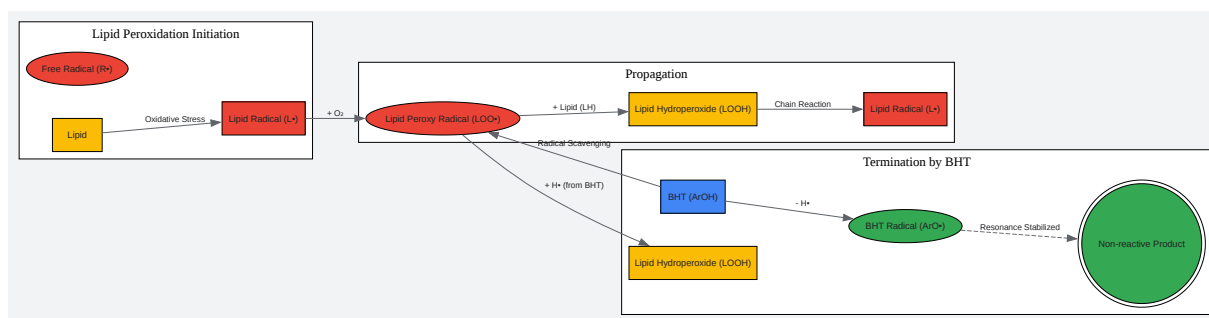 Lipid Peroxidation Initiation
Free Radical (R•)
Lipid
Oxidative Stress
Lipid Radical (L•)
+ O₂
Propagation
Lipid Peroxy Radical (LOO•)
+ Lipid (LH)
Lipid Hydroperoxide (LOOH)
Chain Reaction
Lipid Radical (L•)
Radical Scavenging
+ H• (from BHT)
Termination by BHT
BHT (ArOH)
- H•
BHT Radical (ArO•)
Resonance Stabilized
Non-reactive Product
Lipid Hydroperoxide (LOOH)